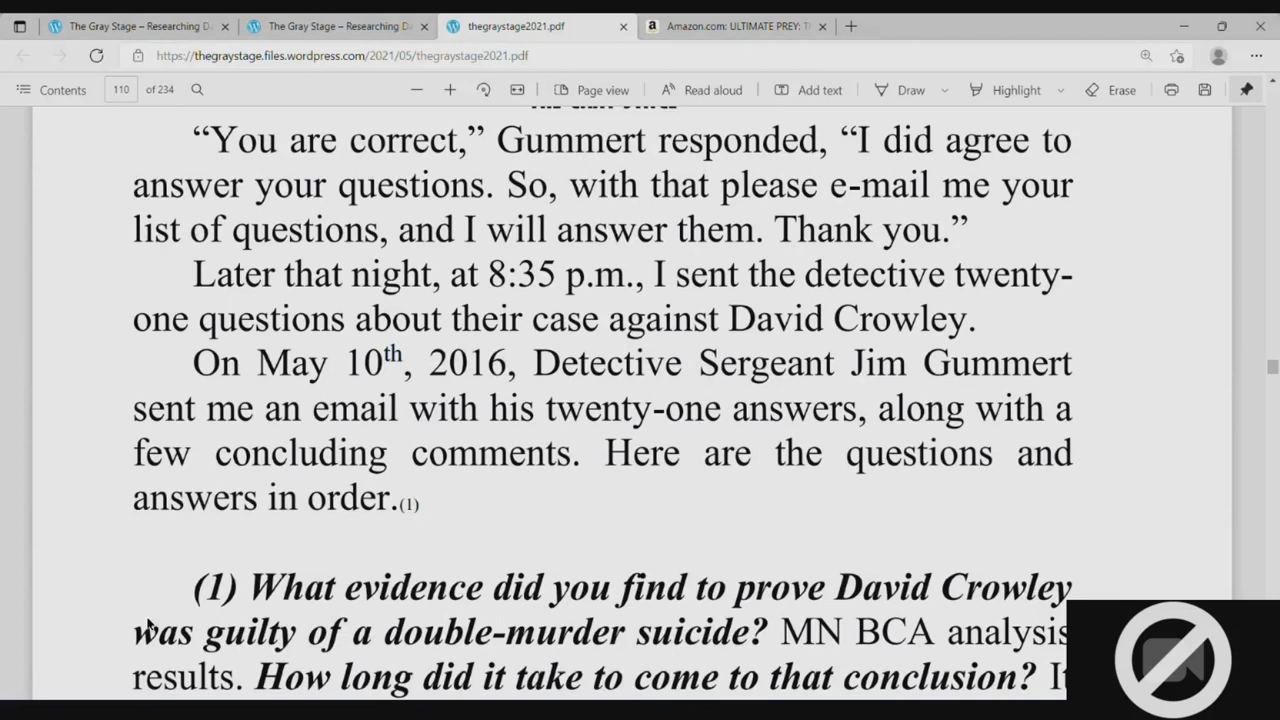 The Gray Stage – Researching Da
The Gray Stage – Researching Da
thegraystage2021.pdf
Amazon.com: ULTIMATE PREY: T
https://thegraystage.files.wordpress.com/2021/05/thegraystage2021.pdf
Contents
110
of 234
Page view
Read aloud
Add text
Draw
Highlight
Erase
“You are correct,” Gummert responded, “I did agree to
answer your questions. So, with that please e-mail me your
list of questions, and I will answer them. Thank you.”
Later that night, at 8:35 p.m., I sent the detective twenty-
one questions about their case against David Crowley.
On May 10th, 2016, Detective Sergeant Jim Gummert
sent me an email with his twenty-one answers, along with a
few concluding comments. Here are the questions and
answers in order.(1)
(1) What evidence did you find to prove David Crowley
was guilty of a double-murder suicide? MN BCA analysis
results. How long did it take to come to that conclusion? It